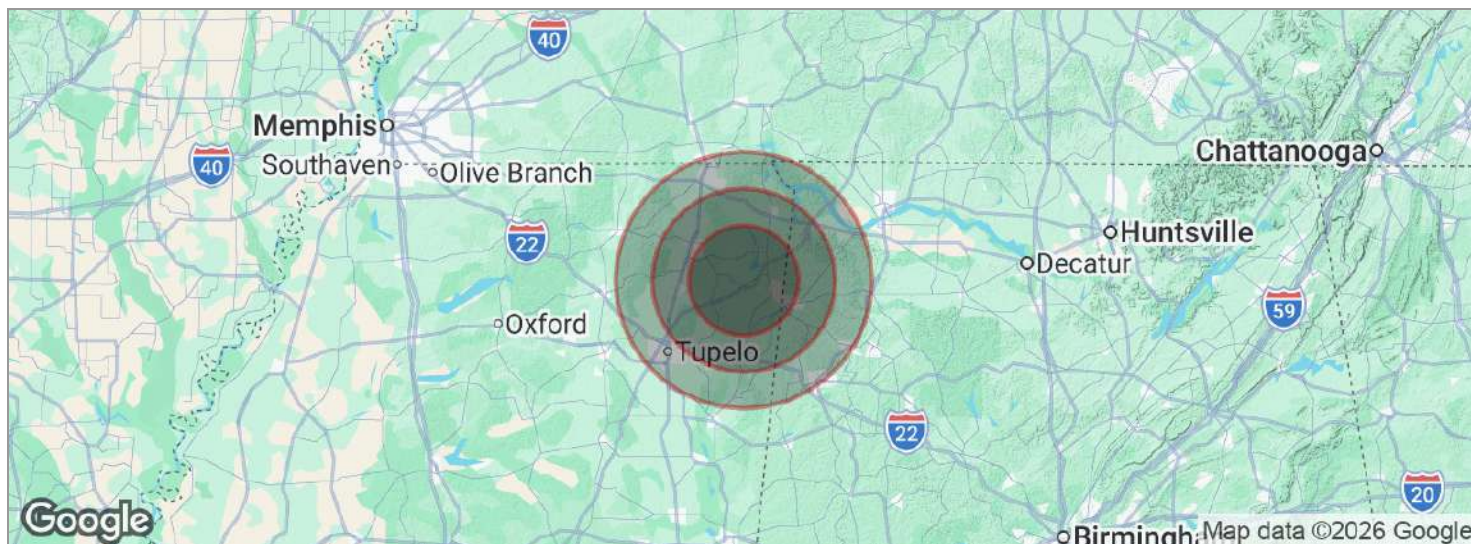 40
Memphis
Southaven
40
Olive Branch
Chattanooga
22
Huntsville
Decatur
59
Oxford
Tupelo
22
20
Google
Birmingham
Map data ©2026 Google